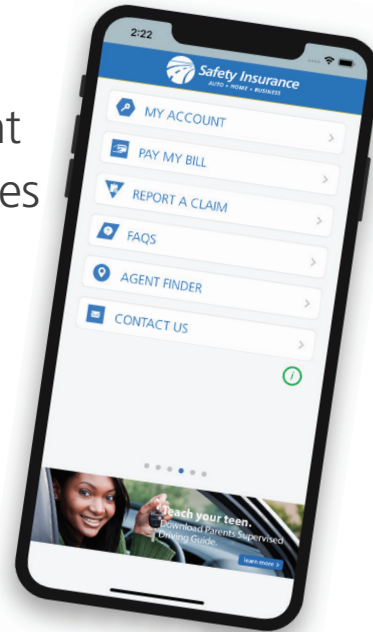 nt
es
2:22
Safety Insurance
AUTO • HOME • BUSINESS
MY ACCOUNT
PAY MY BILL
REPORT A CLAIM
FAQS
AGENT FINDER
CONTACT US
i
Teach your teen.
Download Parents Supervised
Driving Guide.
learn more >